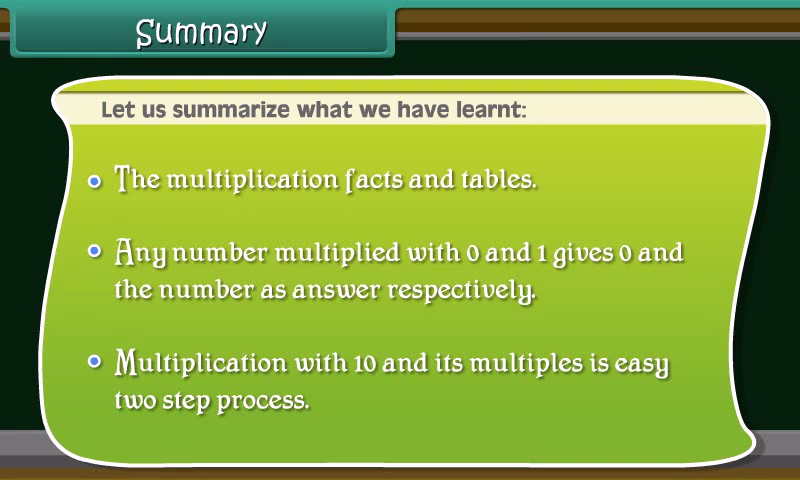 Summary
Let us summarize what we have learnt:
The multiplication facts and tables.
Any number multiplied with 0 and 1 gives 0 and
the number as answer respectively.
Multiplication with 10 and its multiples is easy
two step process.